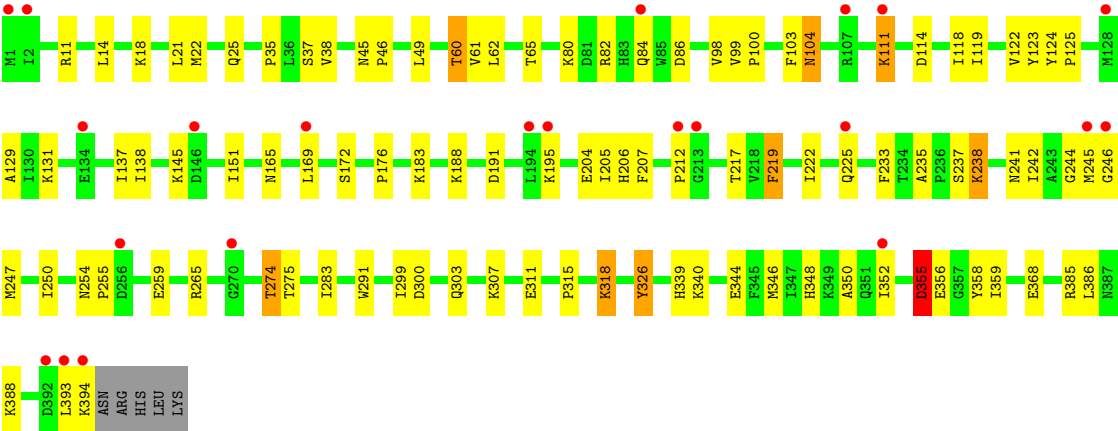 M1 I2 R11 L14 K18 L21 M22 Q25 P35 L36 S37 V38 N45 P46 L49 T60 V61 L62 T65 K80 D81 R82 H83 Q84 W85 D86 V98 V99 P100 F103 N104 R107 K111 D114 I118 I119 V122 Y123 Y124 P125 M128
A129 I130 K131 E134 I137 I138 K145 D146 I151 N165 L169 S172 P176 K183 K188 D191 L194 K195 E204 I205 H206 F207 P212 G213 T217 V218 F219 I222 Q225 F233 T234 A235 P236 S237 K238 N241 I242 A243 G244 M245 G246
M247 I250 N254 P255 D256 E259 R265 G270 T274 T275 I283 W291 I299 D300 Q303 K307 E311 P315 K318 Y326 H339 K340 E344 F345 M346 I347 H348 K349 A350 Q351 I352 D355 E356 G357 Y358 I359 E368 R385 L386 N387
K388 D392 L393 K394 ASN ARG HIS LEU LYS